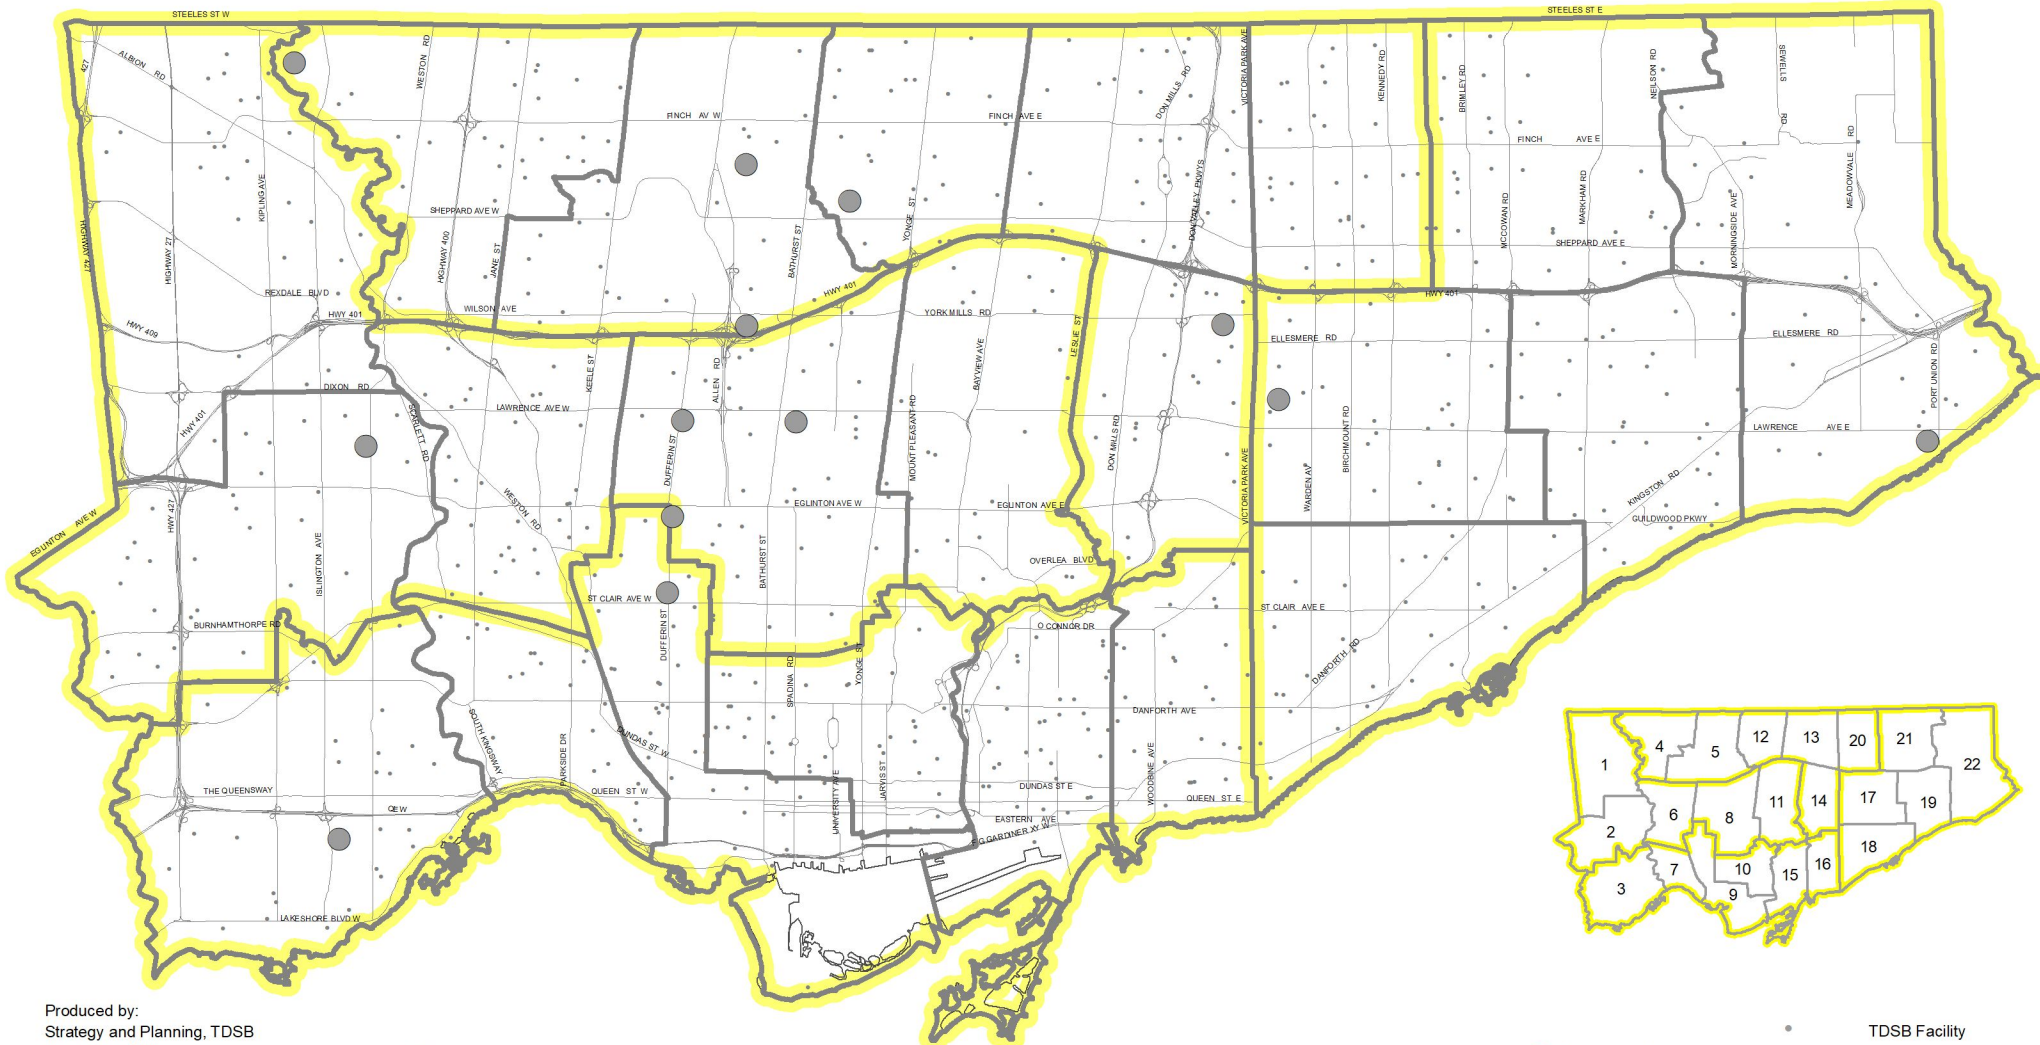 STEELES ST W
STEELES ST E
ALBION RD
427
WESTON RD
DON MILLS RD
VICTORIA PARK AVE
KENNEDY RD
BRIMLEY RD
NEILSON RD
SEWELLS RD
FINCH AV W
FINCH AVE E
FINCH AVE E
KIPLING AVE
MEADOWVALE RD
MARKHAM RD
MCCOWAN RD
MORNINGSIDE AVE
DON VALLEY PKWYS
SHEPPARD AVE W
SHEPPARD AVE E
HIGHWAY 427
HIGHWAY 27
HIGHWAY 400
JANE ST
BATHURST ST
YONGE ST
REXDALE BLVD
HWY 401
WILSON AVE
HWY 401
YORK MILLS RD
HWY 401
HWY 409
ELLESMERE RD
ELLESMERE RD
LESLIE ST
BAYVIEW AVE
KEELE ST
ALLEN RD
PORT UNION RD
DIXON RD
HWY 401
SCARLETT RD
LAWRENCE AVE W
LAWRENCE AVE E
MOUNT PLEASANT RD
DON MILLS RD
DUFFERIN ST
BIRCHMOUNT RD
WARDEN AV
VICTORIA PARK AVE
KINGSTON RD
WESTON RD
HWY 427
EGLINTON AVE W
EGLINTON AVE W
EGLINTON AVE E
GUILDWOOD PKWY
ISLINGTON AVE
BATHURST ST
OVERLEA BLVD
ST CLAIR AVE W
ST CLAIR AVE E
BURNHAMTHORPE RD
DUFFERIN ST
O CONNOR DR
YONGE ST
SPADINA RD
DANFORTH RD
DANFORTH AVE
SOUTH KINGSWAY
PARKSIDE DR
DUNDAS ST W
WOODBINE AVE
THE QUEENSWAY
QEW
QUEEN ST W
UNIVERSITY AVE
JARVIS ST
DUNDAS ST E
QUEEN ST E
EASTERN AVE
F G GARDINER XY W
LAKESHORE BLVD W
1
4
5
12
13
20
21
22
2
6
8
11
14
17
19
3
7
10
9
15
16
18
Produced by:
Strategy and Planning, TDSB
TDSB Facility